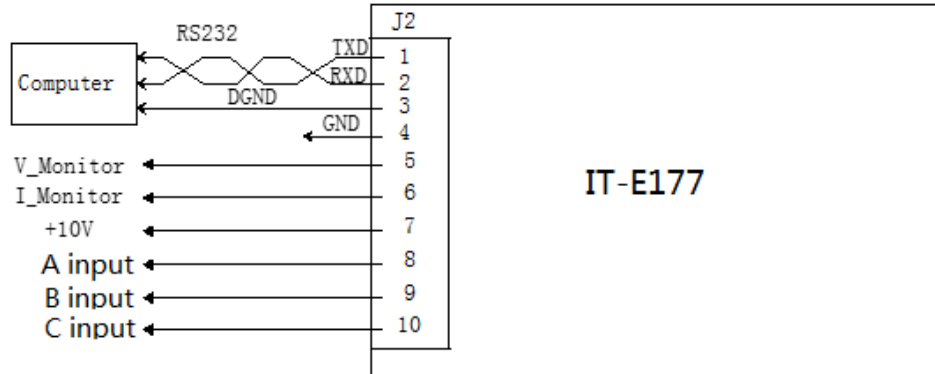 J2
RS232
TXD 1
Computer
RXD 2
DGND 3
GND 4
V_Monitor 5
IT-E177
I_Monitor 6
+10V 7
A input 8
B input 9
C input 10